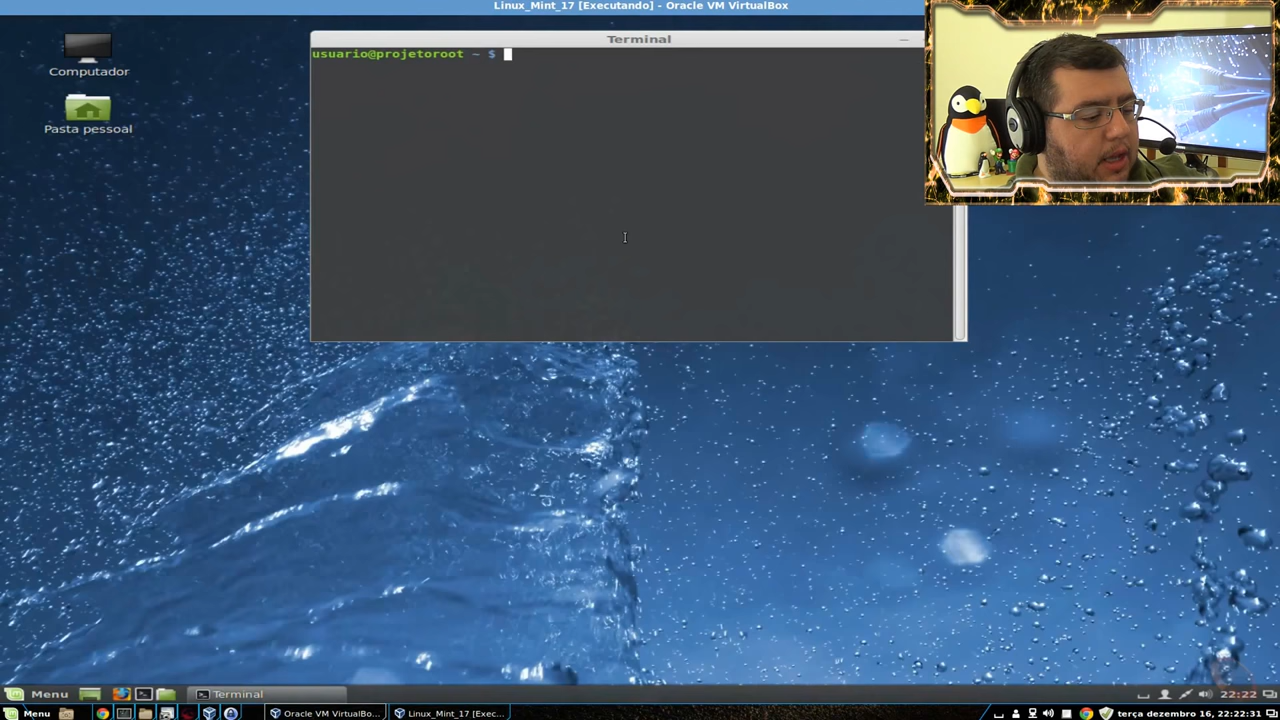 Linux_Mint_17 [Executando] - Oracle VM VirtualBox
Terminal
usuario@projetoroot ~ $
Computador
Pasta pessoal
Menu
Terminal
22:22
Menu
Oracle VM VirtualBo...
Linux_Mint_17 [Exec...
terça dezembro 16, 22:22:31